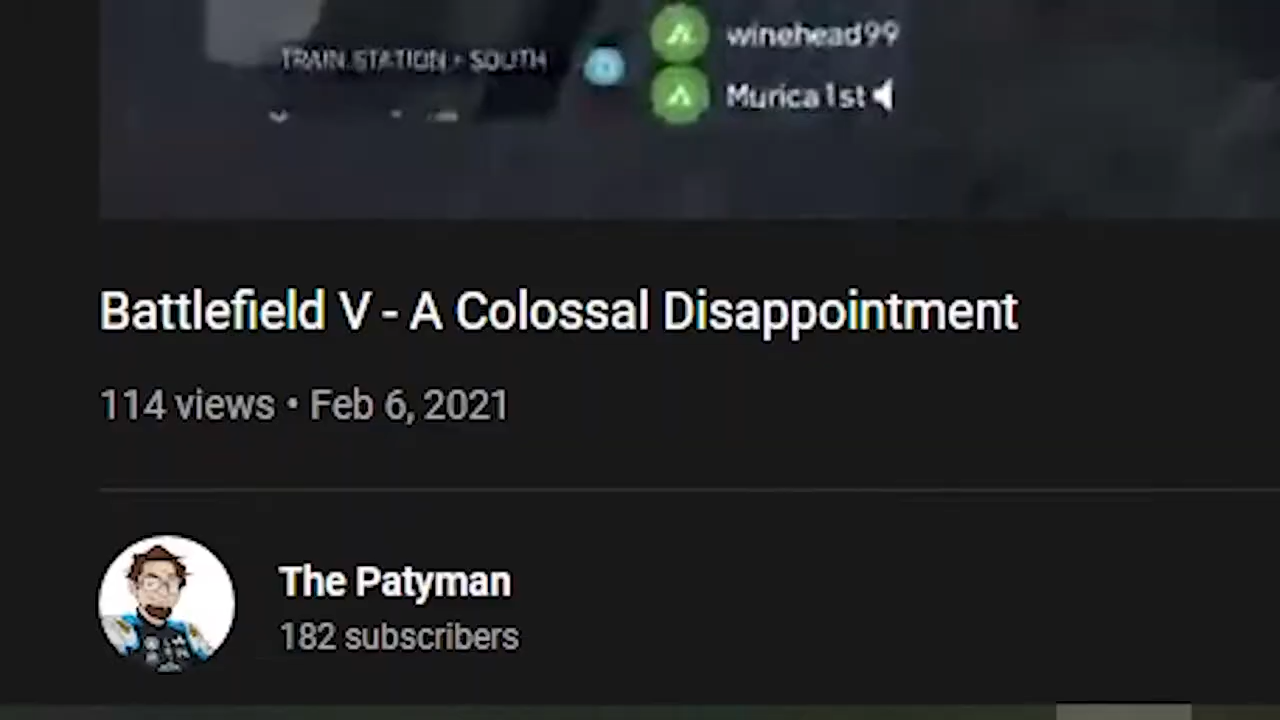 winehead99
TRAIN STATION - SOUTH
Murica1st
Battlefield V - A Colossal Disappointment
114 views • Feb 6, 2021
The Patyman
182 subscribers